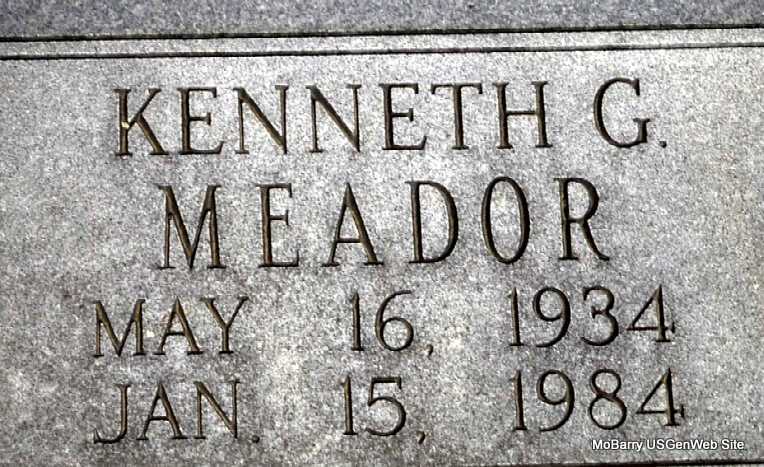 KENNETH G.
MEADOR
MAY 16, 1934
JAN. 15, 1984
MoBarry.USGenWeb Site.